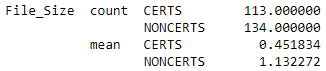 File_Size count CERTS 113.000000
NONCERTS 134.000000
mean CERTS 0.451834
NONCERTS 1.132272